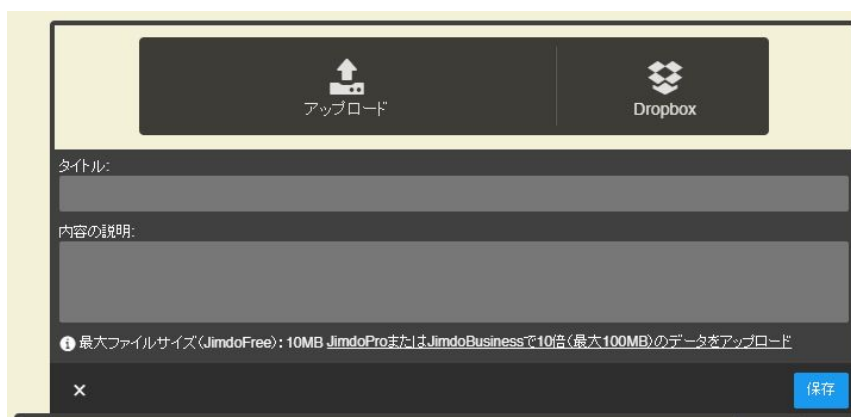 アップロード
Dropbox
タイトル:
内容の説明:
最大ファイルサイズ(JimdoFree): 10MB JimdoProまたはJimdoBusinessで10倍(最大100MB)のデータをアップロード
保存